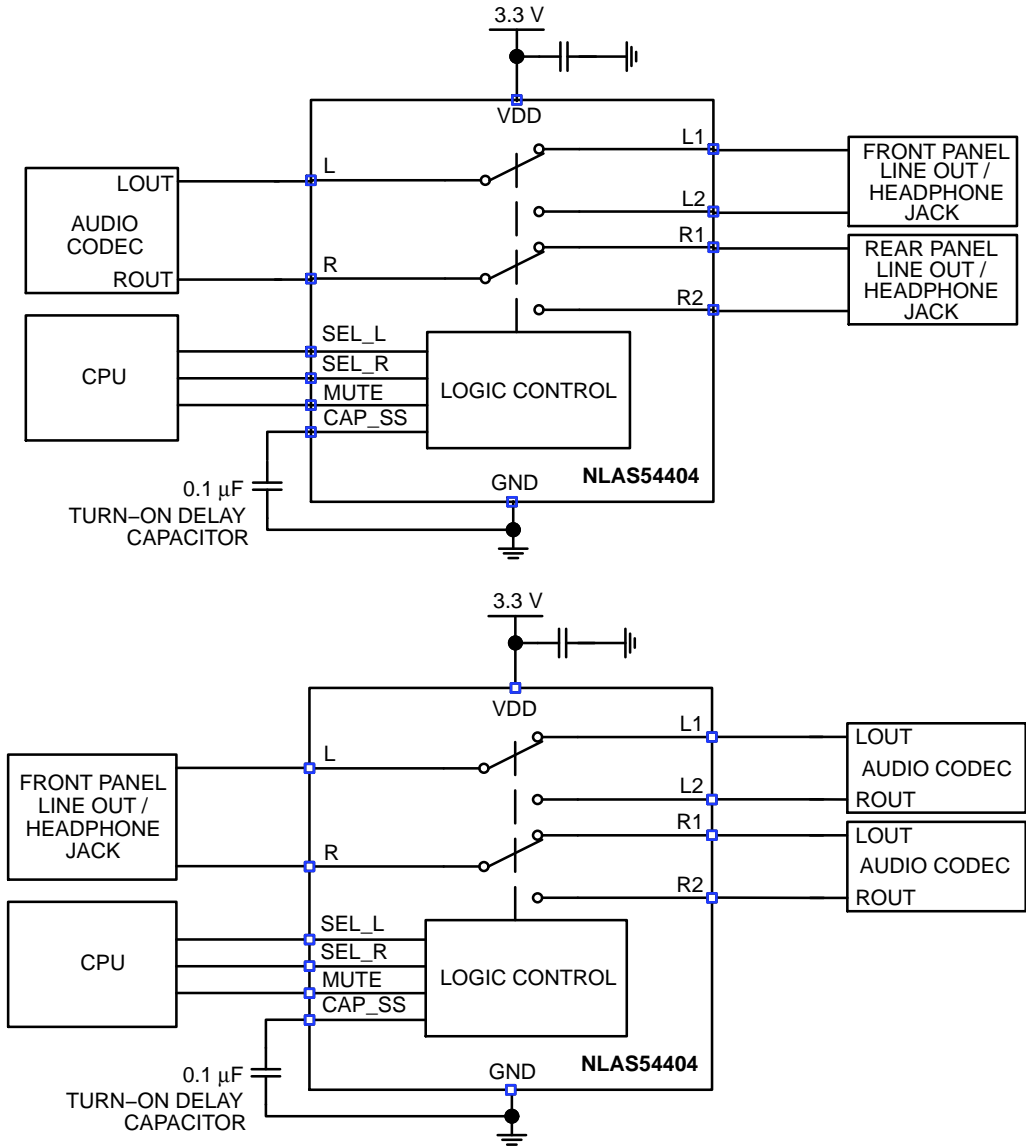 3.3 V
VDD
L
L1
L2
R1
R
R2
LOUT
AUDIO
CODEC
ROUT
FRONT PANEL
LINE OUT /
HEADPHONE
JACK
REAR PANEL
LINE OUT /
HEADPHONE
JACK
CPU
SEL_L
SEL_R
MUTE
CAP_SS
LOGIC CONTROL
NLAS54404
GND
0.1 μF
TURN−ON DELAY
CAPACITOR
3.3 V
VDD
L
L1
L2
R1
R
R2
FRONT PANEL
LINE OUT /
HEADPHONE
JACK
LOUT
AUDIO CODEC
ROUT
LOUT
AUDIO CODEC
ROUT
CPU
SEL_L
SEL_R
MUTE
CAP_SS
LOGIC CONTROL
NLAS54404
GND
0.1 μF
TURN−ON DELAY
CAPACITOR